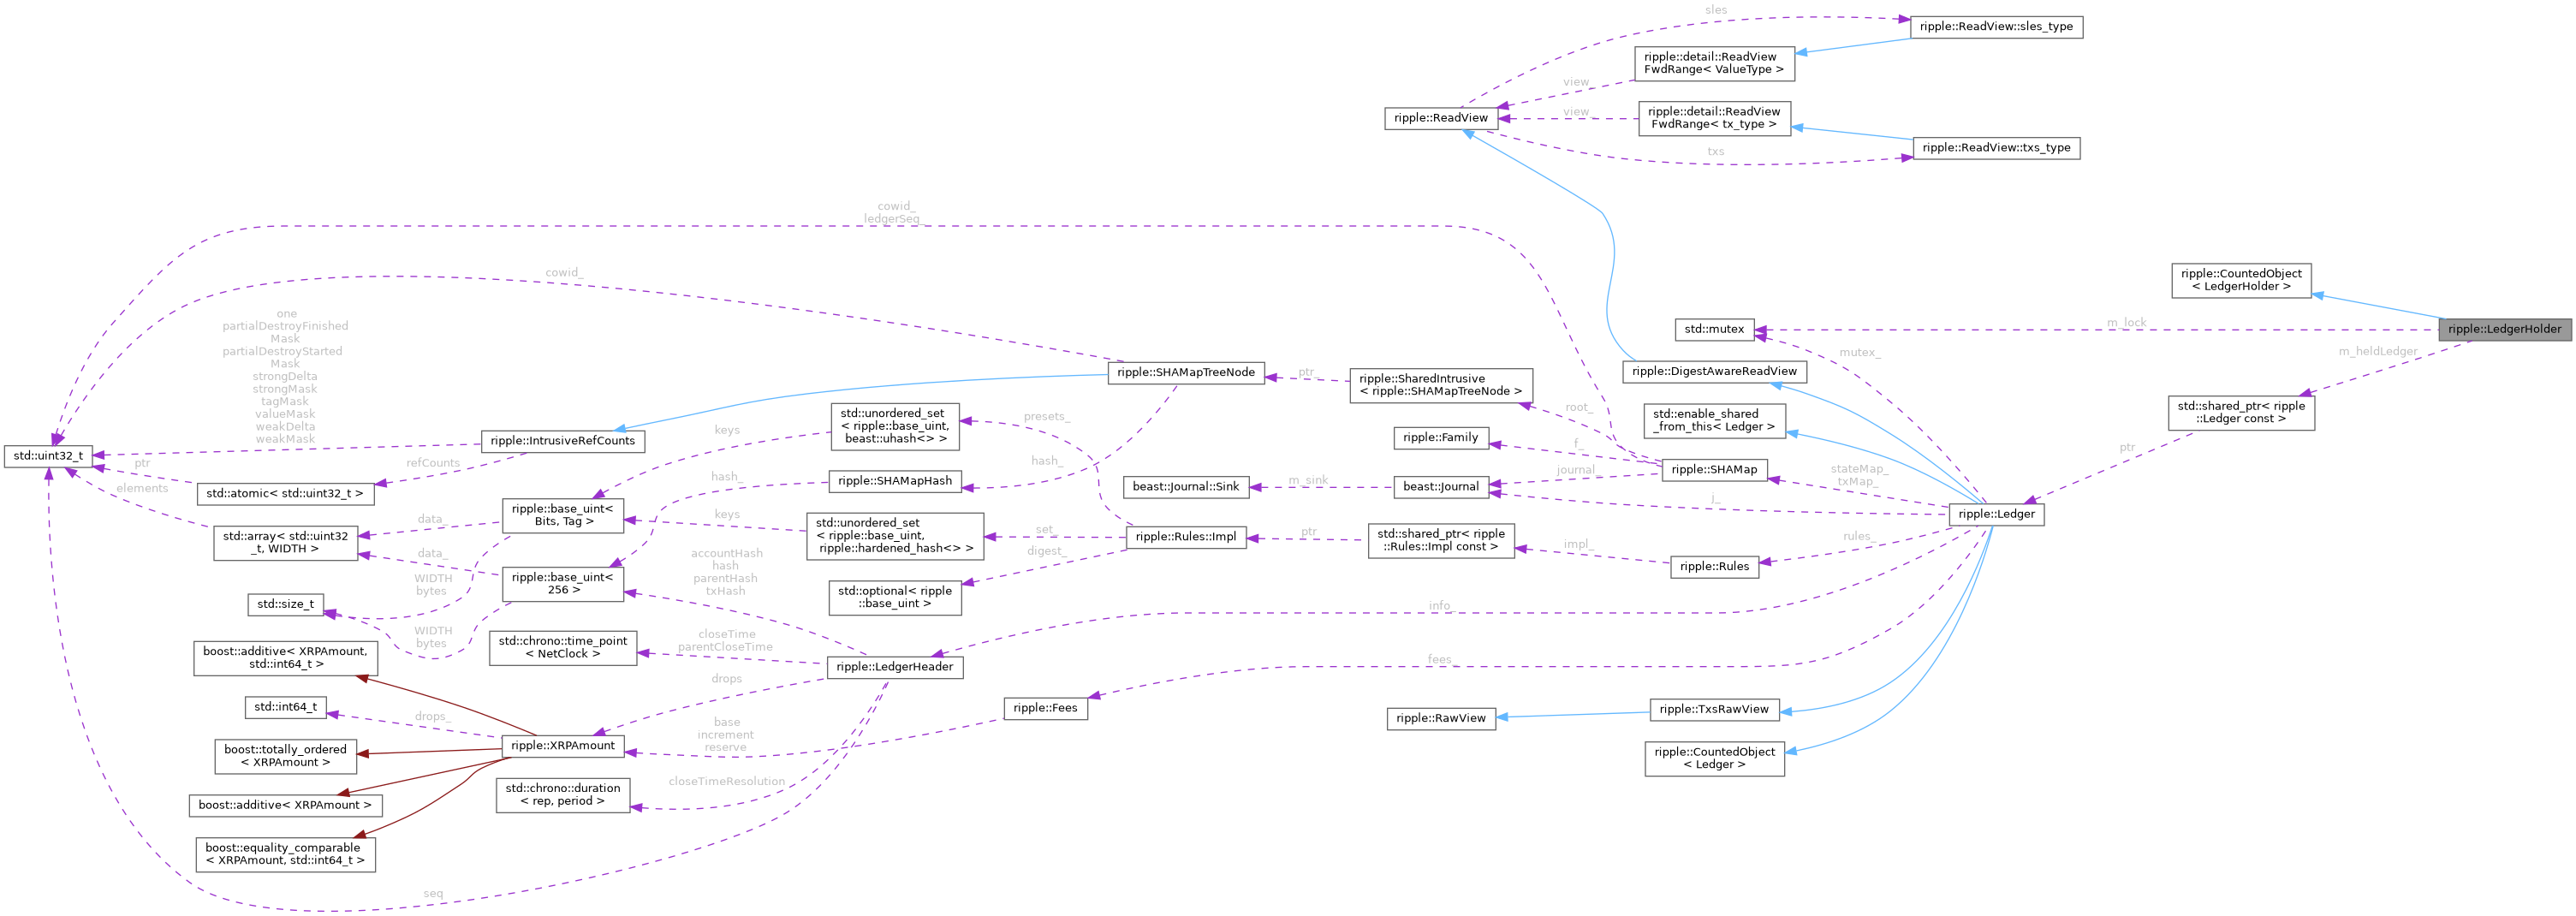 sles
ripple::ReadView::sles_type
ripple::detail::ReadView
FwdRange< ValueType >
view_
ripple::ReadView
view_
ripple::detail::ReadView
FwdRange< tx_type >
txs
ripple::ReadView::txs_type
cowid_
ledgerSeq_
cowid_
ripple::CountedObject
< LedgerHolder >
one
partialDestroyFinished
Mask
partialDestroyStarted
Mask
strongDelta
strongMask
tagMask
valueMask
weakDelta
weakMask
std::mutex
m_lock
ripple::LedgerHolder
mutex_
m_heldLedger
ripple::SHAMapTreeNode
ptr_
ripple::SharedIntrusive
< ripple::SHAMapTreeNode >
ripple::DigestAwareReadView
std::unordered_set
< ripple::base_uint,
beast::uhash<> >
presets_
root_
std::enable_shared
_from_this< Ledger >
std::shared_ptr< ripple
::Ledger const >
keys
ripple::IntrusiveRefCounts
ripple::Family
f_
ptr
std::uint32_t
ptr
refCounts
hash_
hash_
journal_
ripple::SHAMap
stateMap_
txMap_
elements
std::atomic< std::uint32_t >
ripple::SHAMapHash
beast::Journal::Sink
m_sink
beast::Journal
j_
ripple::base_uint<
Bits, Tag >
keys
ripple::Ledger
data_
std::array< std::uint32
_t, WIDTH >
std::unordered_set
< ripple::base_uint,
ripple::hardened_hash<> >
set_
ripple::Rules::Impl
ptr
std::shared_ptr< ripple
::Rules::Impl const >
impl_
rules_
ripple::Rules
data_
digest_
accountHash
hash
parentHash
txHash
WIDTH
bytes
ripple::base_uint<
256 >
std::optional< ripple
::base_uint >
std::size_t
info_
WIDTH
bytes
std::chrono::time_point
< NetClock >
closeTime
parentCloseTime
boost::additive< XRPAmount,
std::int64_t >
ripple::LedgerHeader
fees_
drops
std::int64_t
drops_
base
increment
reserve
ripple::Fees
ripple::RawView
ripple::TxsRawView
ripple::XRPAmount
boost::totally_ordered
< XRPAmount >
ripple::CountedObject
< Ledger >
closeTimeResolution
std::chrono::duration
< rep, period >
boost::additive< XRPAmount >
boost::equality_comparable
< XRPAmount, std::int64_t >
seq